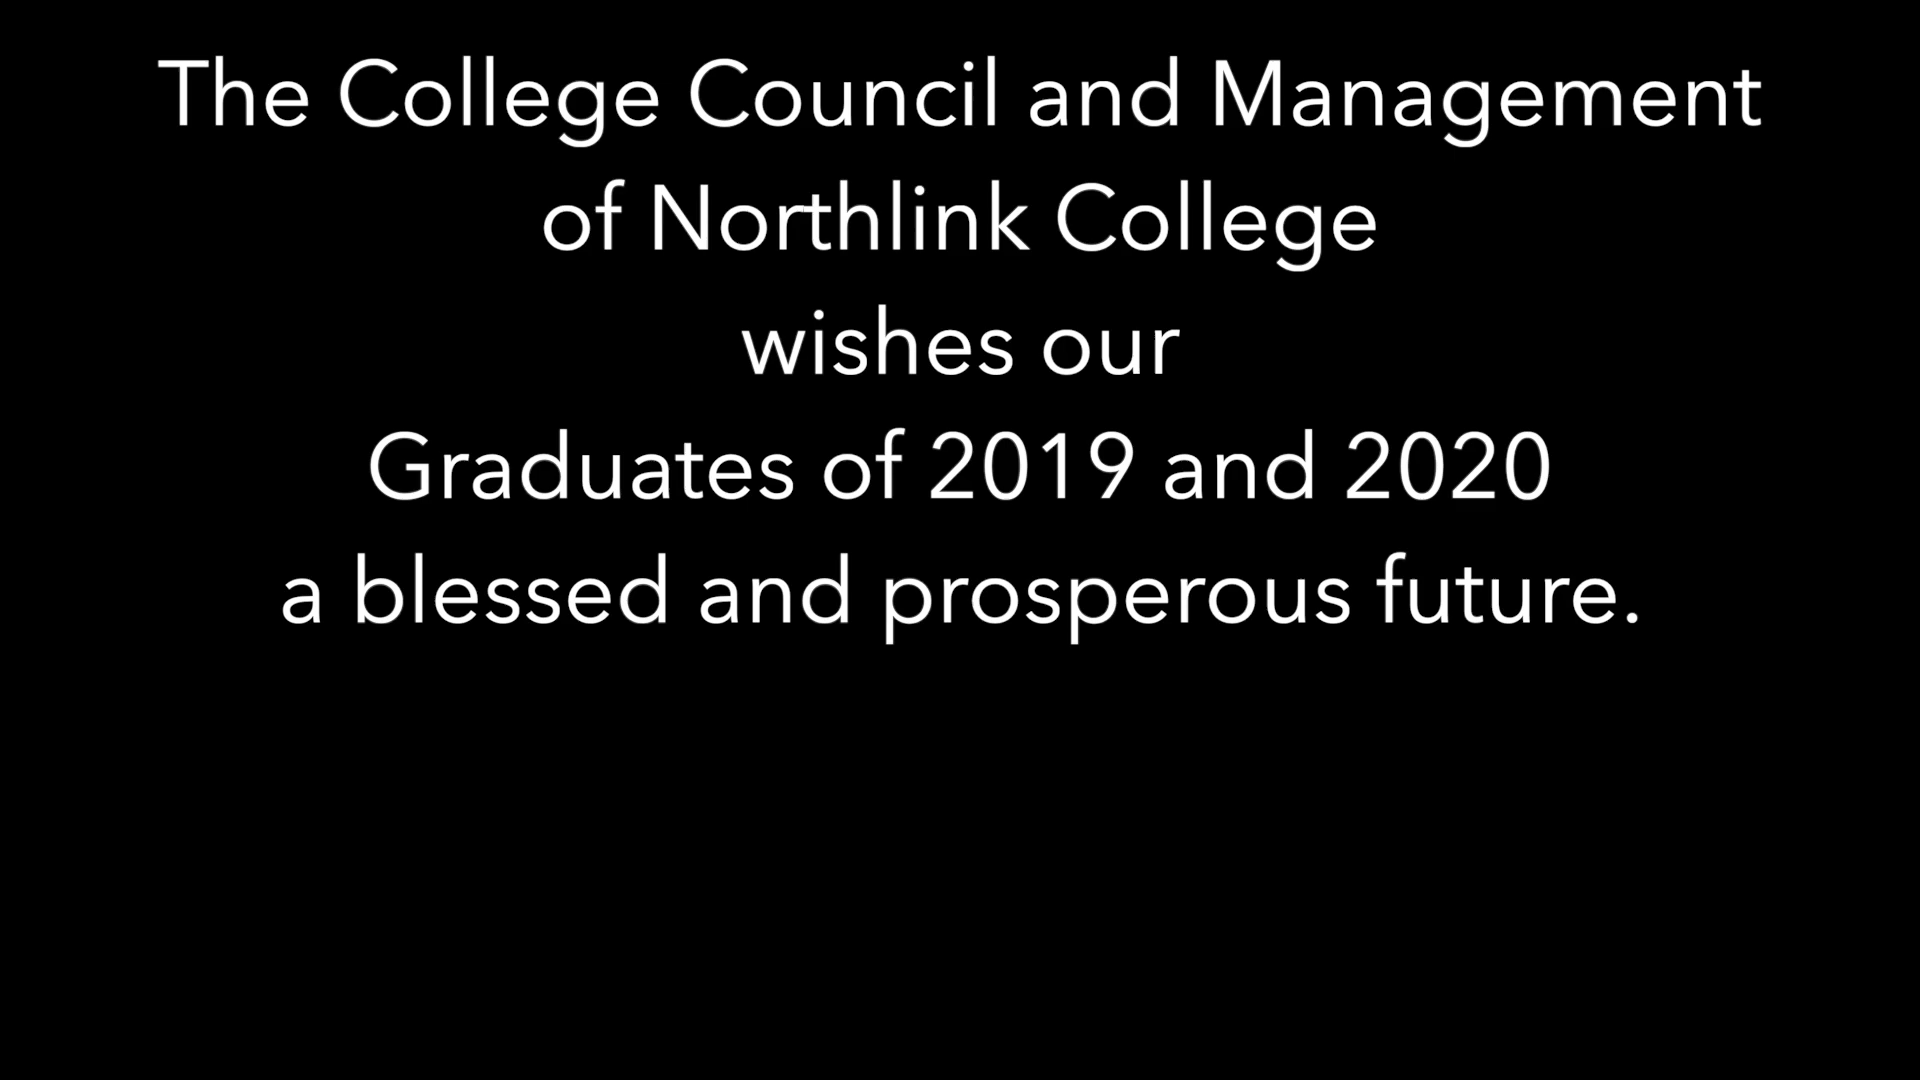 The College Council and Management
of Northlink College
wishes our
Graduates of 2019 and 2020
a blessed and prosperous future.